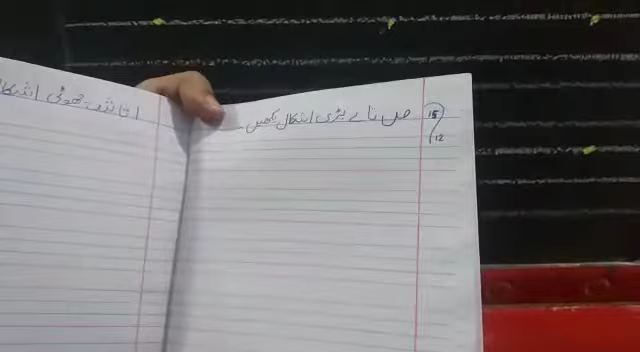 15
12
ص تا ے بڑی اشکال لکھیں
ا تا ث چھوٹی اشکال